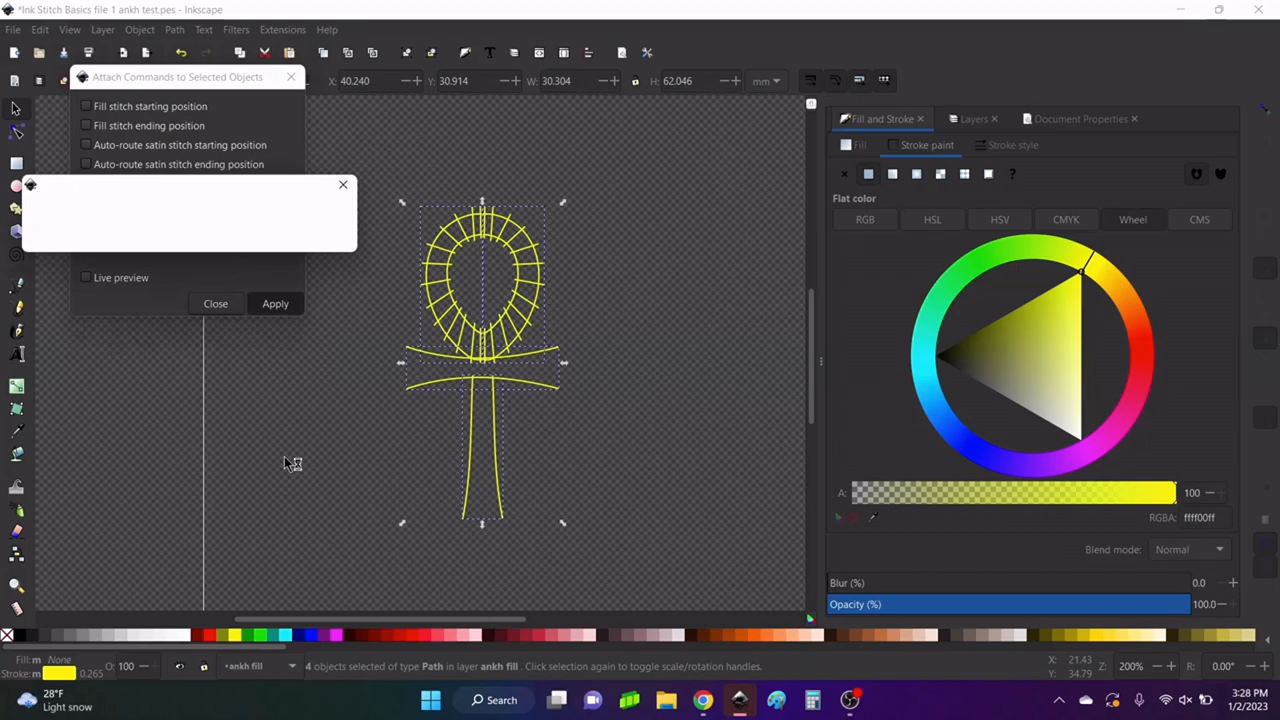 *Ink Stitch Basics file 1 ankh test.pes - Inkscape
File Edit View Layer Object Path Text Filters Extensions Help
Attach Commands to Selected Objects
X: 40.240 Y: 30.914 W: 30.304 H: 62.046 mm
Fill stitch starting position
Fill stitch ending position
Auto-route satin stitch starting position
Auto-route satin stitch ending position
Live preview
Close Apply
Fill and Stroke Layers Document Properties
Fill Stroke paint Stroke style
?
Flat color
RGB HSL HSV CMYK Wheel CMS
A: 100
RGBA: ffff00ff
Blend mode: Normal
Blur (%) 0.0
Opacity (%) 100.0
Fill: m None
Stroke: m 0.265
O: 100
•ankh fill
4 objects selected of type Path in layer ankh fill. Click selection again to toggle scale/rotation handles.
X: 21.43
Y: 34.79
Z: 200%
R: 0.00°
28°F
Light snow
Search
3:28 PM
1/2/2023